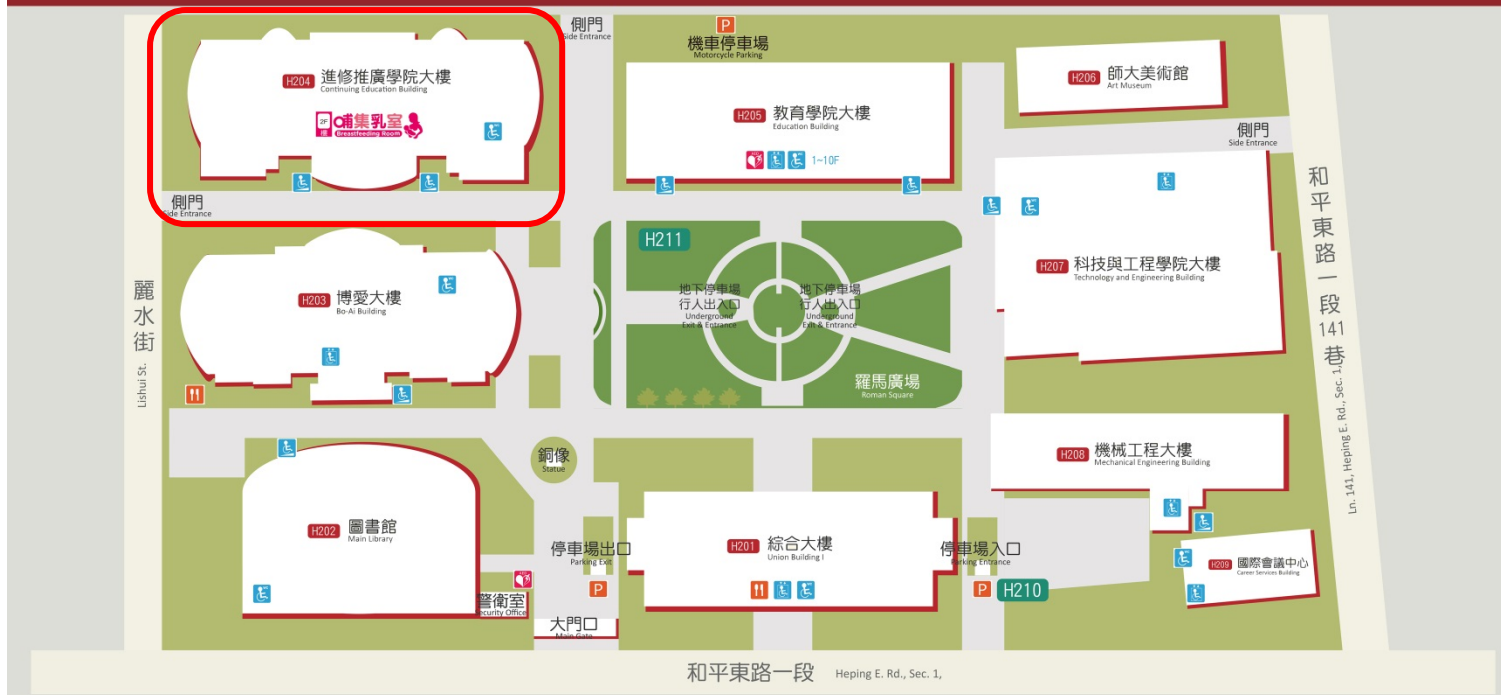 側門
Side Entrance
P
機車停車場
Motorcycle Parking
H204 進修推廣學院大樓
Continuing Education Building
2F
哺集乳室
Breastfeeding Room
H205 教育學院大樓
Education Building
1~10F
H206 師大美術館
Art Museum
側門
Side Entrance
側門
Side Entrance
H211
H203 博愛大樓
Bo-Ai Building
地下停車場
行人出入口
Underground
Exit & Entrance
地下停車場
行人出入口
Underground
Exit & Entrance
羅馬廣場
Roman Square
H207 科技與工程學院大樓
Technology and Engineering Building
麗水街
Lishui St.
和平東路一段141巷
Ln. 141, Heping E. Rd., Sec. 1,
銅像
Statue
H208 機械工程大樓
Mechanical Engineering Building
H202 圖書館
Main Library
停車場出口
Parking Exit
P
H201 綜合大樓
Union Building I
停車場入口
Parking Entrance
P
H210
H209 國際會議中心
Career Services Building
警衛室
Security Office
大門口
Main Gate
和平東路一段 Heping E. Rd., Sec. 1,